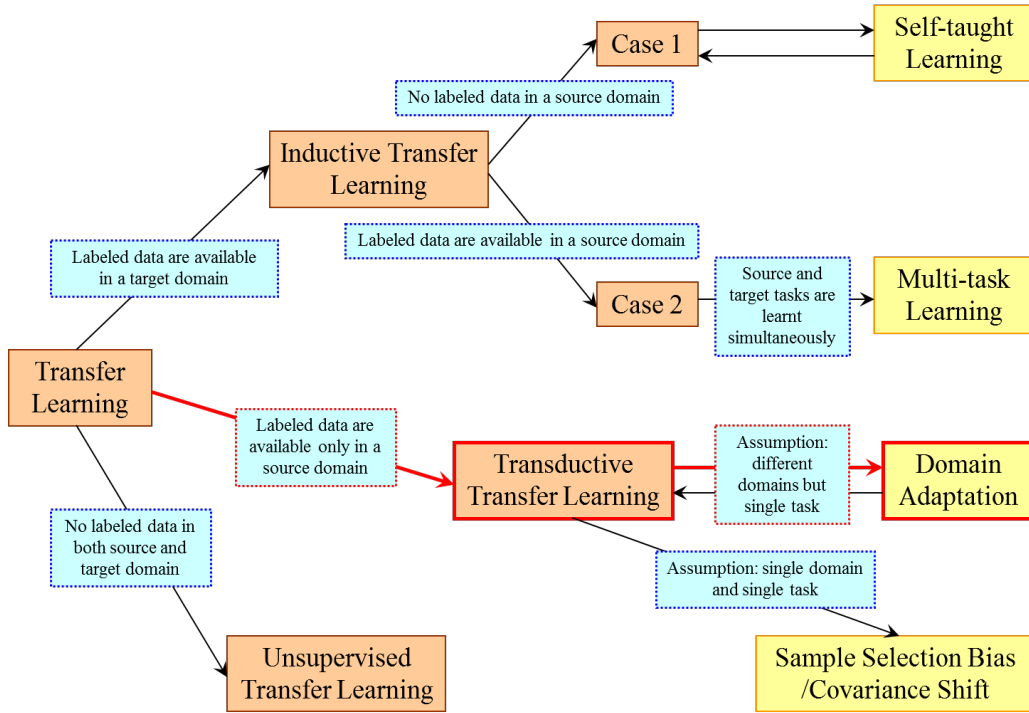 Self-taught
Learning
Case 1
No labeled data in a source domain
Inductive Transfer
Learning
Labeled data are available in a source domain
Labeled data are available
in a target domain
Case 2
Source and
target tasks are
learnt
simultaneously
Multi-task
Learning
Transfer
Learning
Labeled data are
available only in a
source domain
Transductive
Transfer Learning
Assumption:
different
domains but
single task
Domain
Adaptation
No labeled data in
both source and
target domain
Assumption: single domain
and single task
Unsupervised
Transfer Learning
Sample Selection Bias
/Covariance Shift